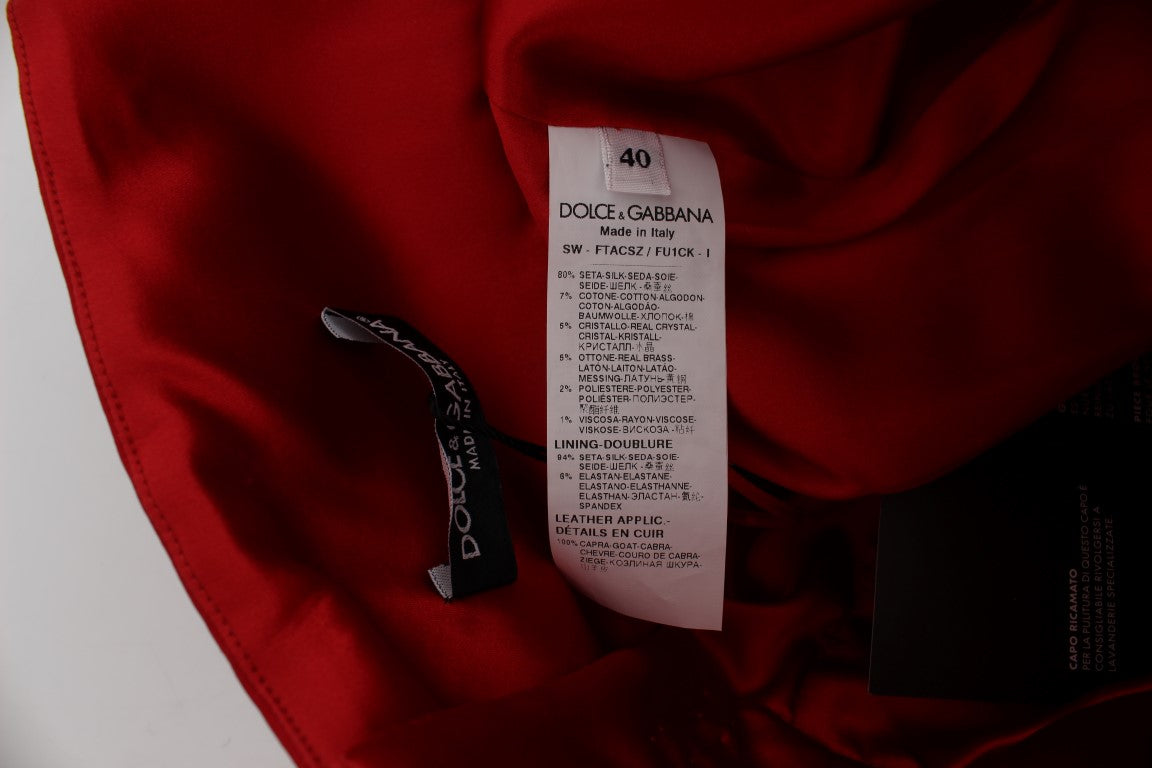 40
DOLCE & GABBANA
Made in Italy
SW - FTACSZ / FU1CK - I
80% SETA-SILK-SEDA-SOIE-
SEIDE-ШЕЛК-桑蚕丝
7% COTONE-COTTON-ALGODON-
COTON-ALGODÃO-
BAUMWOLLE-ХЛОПОК-棉
5% CRISTALLO-REAL CRYSTAL-
CRISTAL-KRISTALL-
КРИСТАЛЛ-水晶
5% OTTONE-REAL BRASS-
LATÓN-LAITON-LATÃO-
MESSING-ЛАТУНЬ-黄铜
2% POLIESTERE-POLYESTER-
POLIÉSTER-ПОЛИЭСТЕР-
聚酯纤维
1% VISCOSA-RAYON-VISCOSE-
VISKOSE-ВИСКОЗА-粘纤
LINING-DOUBLURE
94% SETA-SILK-SEDA-SOIE-
SEIDE-ШЕЛК-桑蚕丝
6% ELASTAN-ELASTANE-
ELASTANO-ELASTHANNE-
ELASTHAN-ЭЛАСТАН-氨纶-
SPANDEX
LEATHER APPLIC.-
DÉTAILS EN CUIR
100% CAPRA-GOAT-CABRA-
CHEVRE-COURO DE CABRA-
ZIEGE-КОЗЛИНАЯ ШКУРА-
山羊皮
DOLCE & GABBANA
MADE IN ITALY
CAPO RICAMATO
PER LA PULITURA DI QUESTO CAPO È
CONSIGLIABILE RIVOLGERSI A
LAVANDERIE SPECIALIZZATE